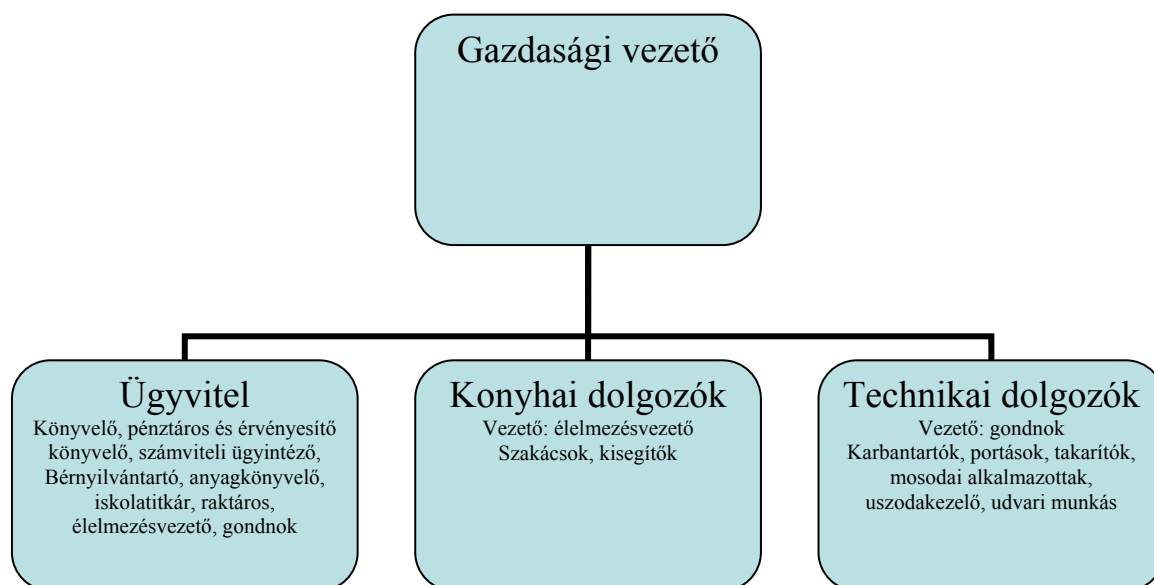 Gazdasági vezető
Ügyvitel
Könyvelő, pénztáros és érvényesítő
könyvelő, számviteli ügyintéző,
Bérnyilvántartó, anyagkönyvelő,
iskolatitkár, raktáros,
élelmezésvezető, gondnok
Konyhai dolgozók
Vezető: élelmezésvezető
Szakácsok, kisegítők
Technikai dolgozók
Vezető: gondnok
Karbantartók, portások, takarítók,
mosodai alkalmazottak,
uszodakezelő, udvari munkás